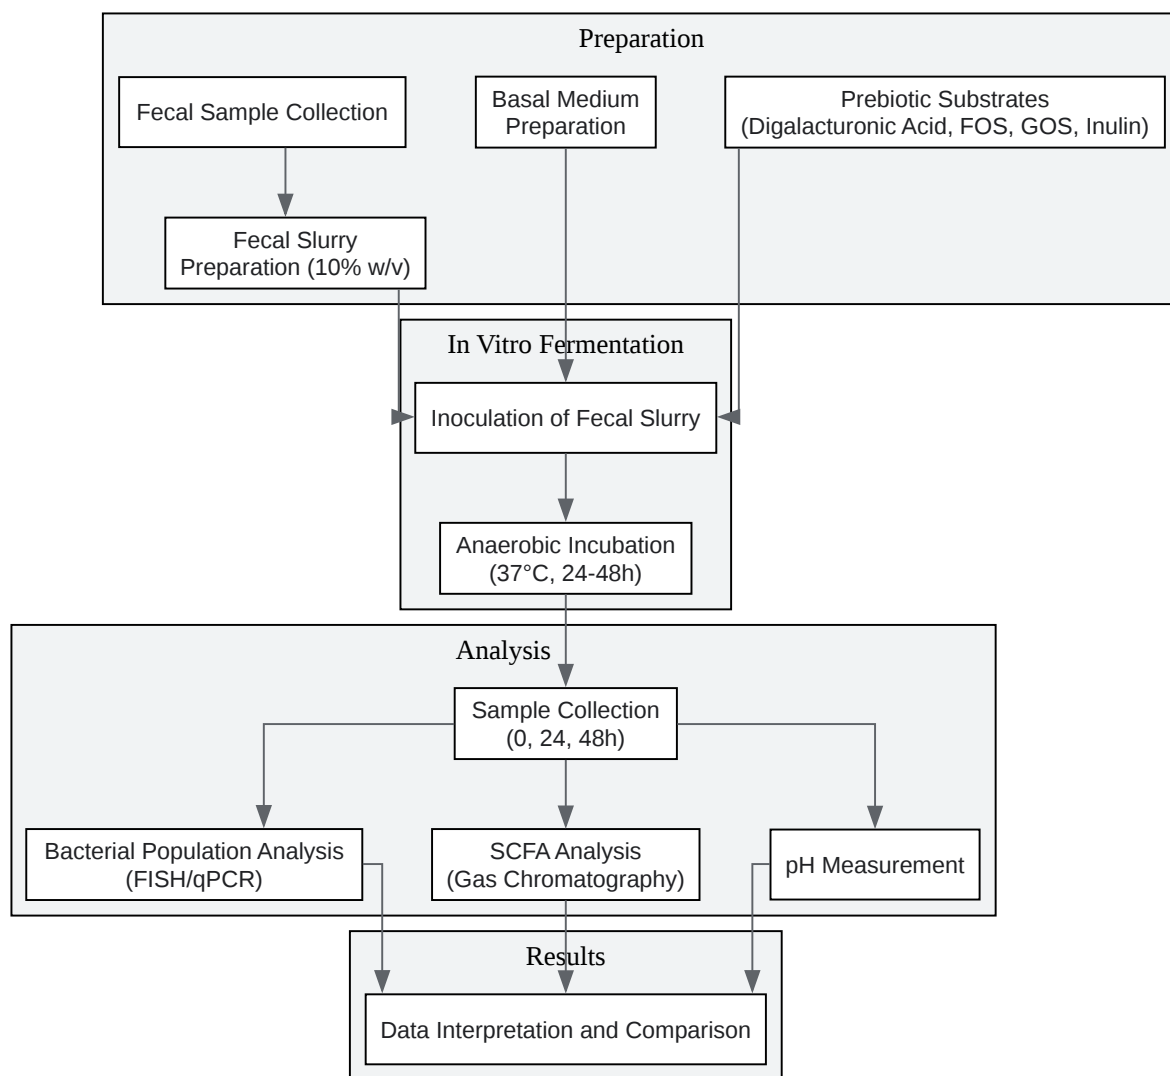 Preparation
Fecal Sample Collection
Basal Medium
Preparation
Prebiotic Substrates
(Digalacturonic Acid, FOS, GOS, Inulin)
Fecal Slurry
Preparation (10% w/v)
In Vitro Fermentation
Inoculation of Fecal Slurry
Anaerobic Incubation
(37°C, 24-48h)
Analysis
Sample Collection
(0, 24, 48h)
Bacterial Population Analysis
(FISH/qPCR)
SCFA Analysis
(Gas Chromatography)
pH Measurement
Results
Data Interpretation and Comparison